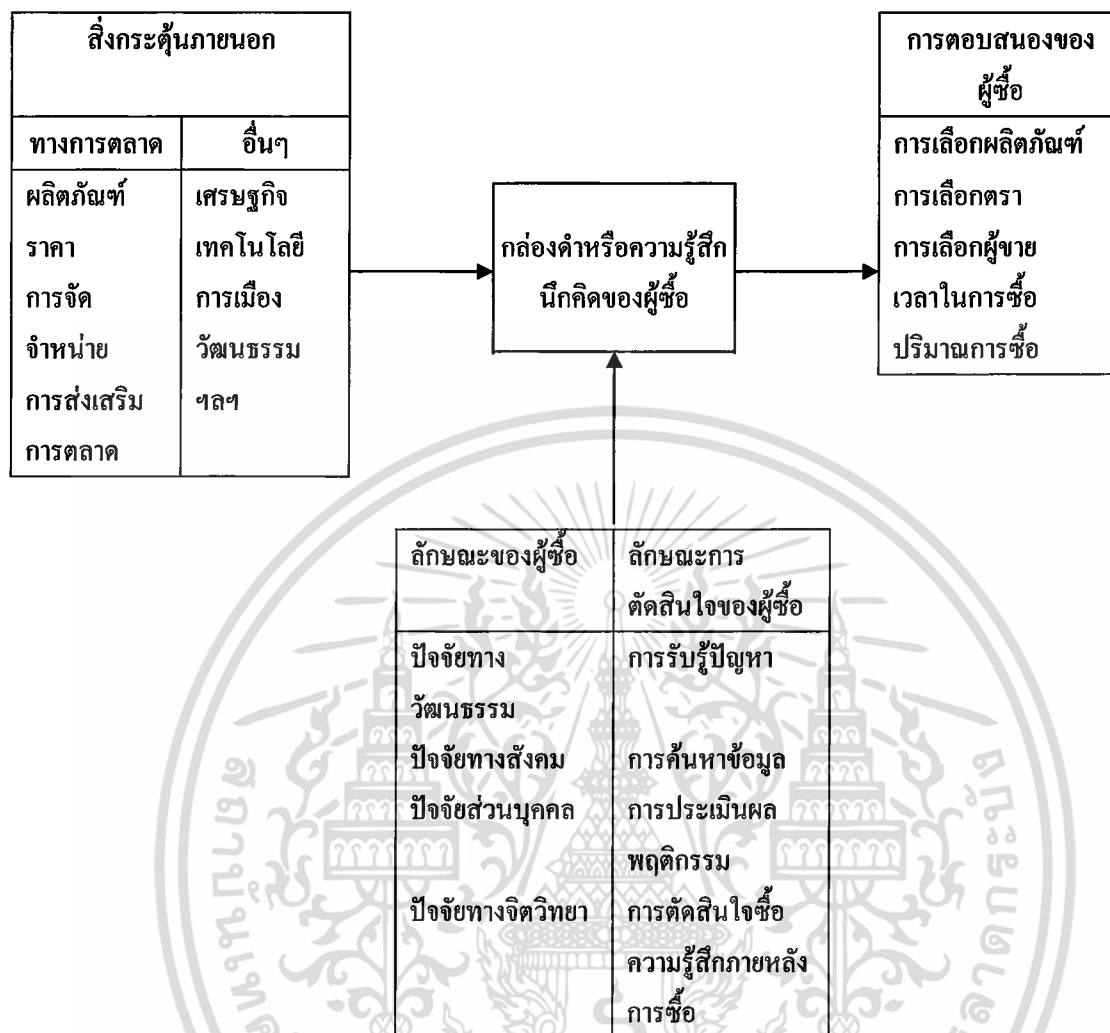 สิ่งกระตุ้นภายนอก
ทางการตลาด
อื่นๆ
ผลิตภัณฑ์
ราคา
การจัด
จำหน่าย
การส่งเสริม
การตลาด
เศรษฐกิจ
เทคโนโลยี
การเมือง
วัฒนธรรม
ฯลฯ
กล่องดำหรือความรู้สึก
นึกคิดของผู้ซื้อ
การตอบสนองของ
ผู้ซื้อ
การเลือกผลิตภัณฑ์
การเลือกตรา
การเลือกผู้ขาย
เวลาในการซื้อ
ปริมาณการซื้อ
ลักษณะของผู้ซื้อ
ปัจจัยทาง
วัฒนธรรม
ปัจจัยทางสังคม
ปัจจัยส่วนบุคคล
ปัจจัยทางจิตวิทยา
ลักษณะการ
ตัดสินใจของผู้ซื้อ
การรับรู้ปัญหา
การค้นหาข้อมูล
การประเมินผล
พฤติกรรม
การตัดสินใจซื้อ
ความรู้สึกภายหลัง
การซื้อ